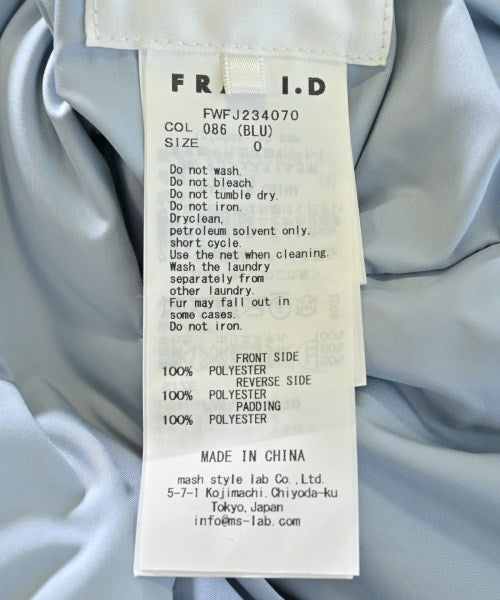 I.D
FWFJ234070
COL 086 (BLU)
SIZE 0
Do not wash.
Do not bleach.
Do not tumble dry.
Do not iron.
Dryclean,
petroleum solvent only.
short cycle.
Use the net when cleaning.
Wash the laundry
separately from
other laundry.
Fur may fall out in
some cases.
Do not iron.
FRONT SIDE
100% POLYESTER
REVERSE SIDE
100% POLYESTER
PADDING
100% POLYESTER
MADE IN CHINA
mash style lab Co.,Ltd.
5-7-1 Kojimachi,Chiyoda-ku
Tokyo,Japan
info@ms-lab.com